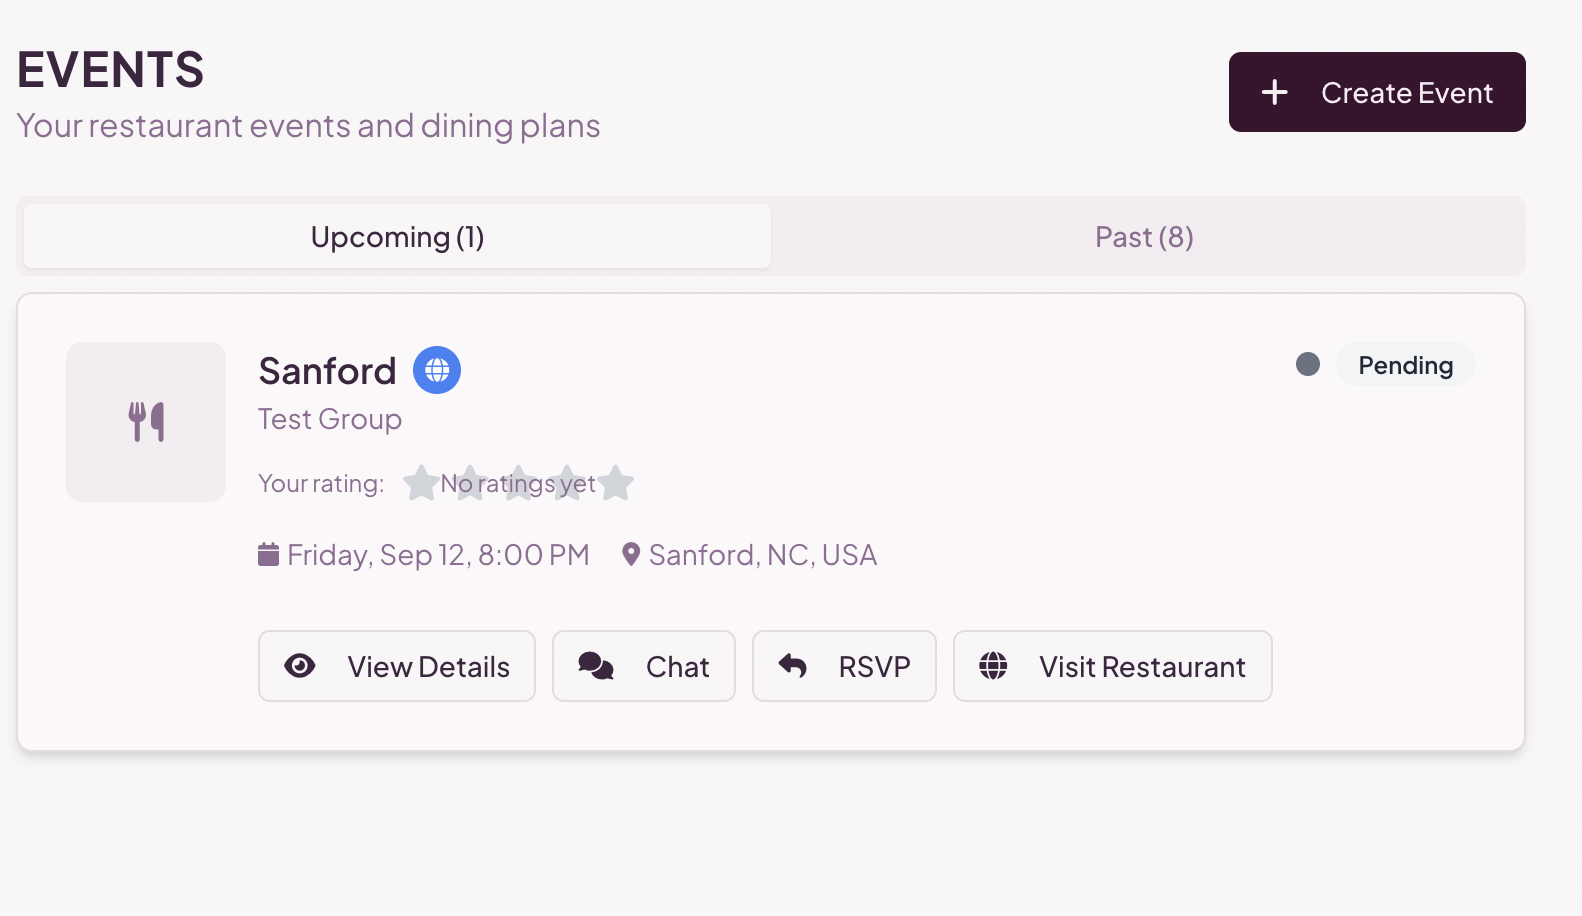 EVENTS
Your restaurant events and dining plans
Create Event
Upcoming (1)
Past (8)
Sanford
Pending
Test Group
Your rating: No ratings yet
Friday, Sep 12, 8:00 PM Sanford, NC, USA
View Details Chat RSVP Visit Restaurant